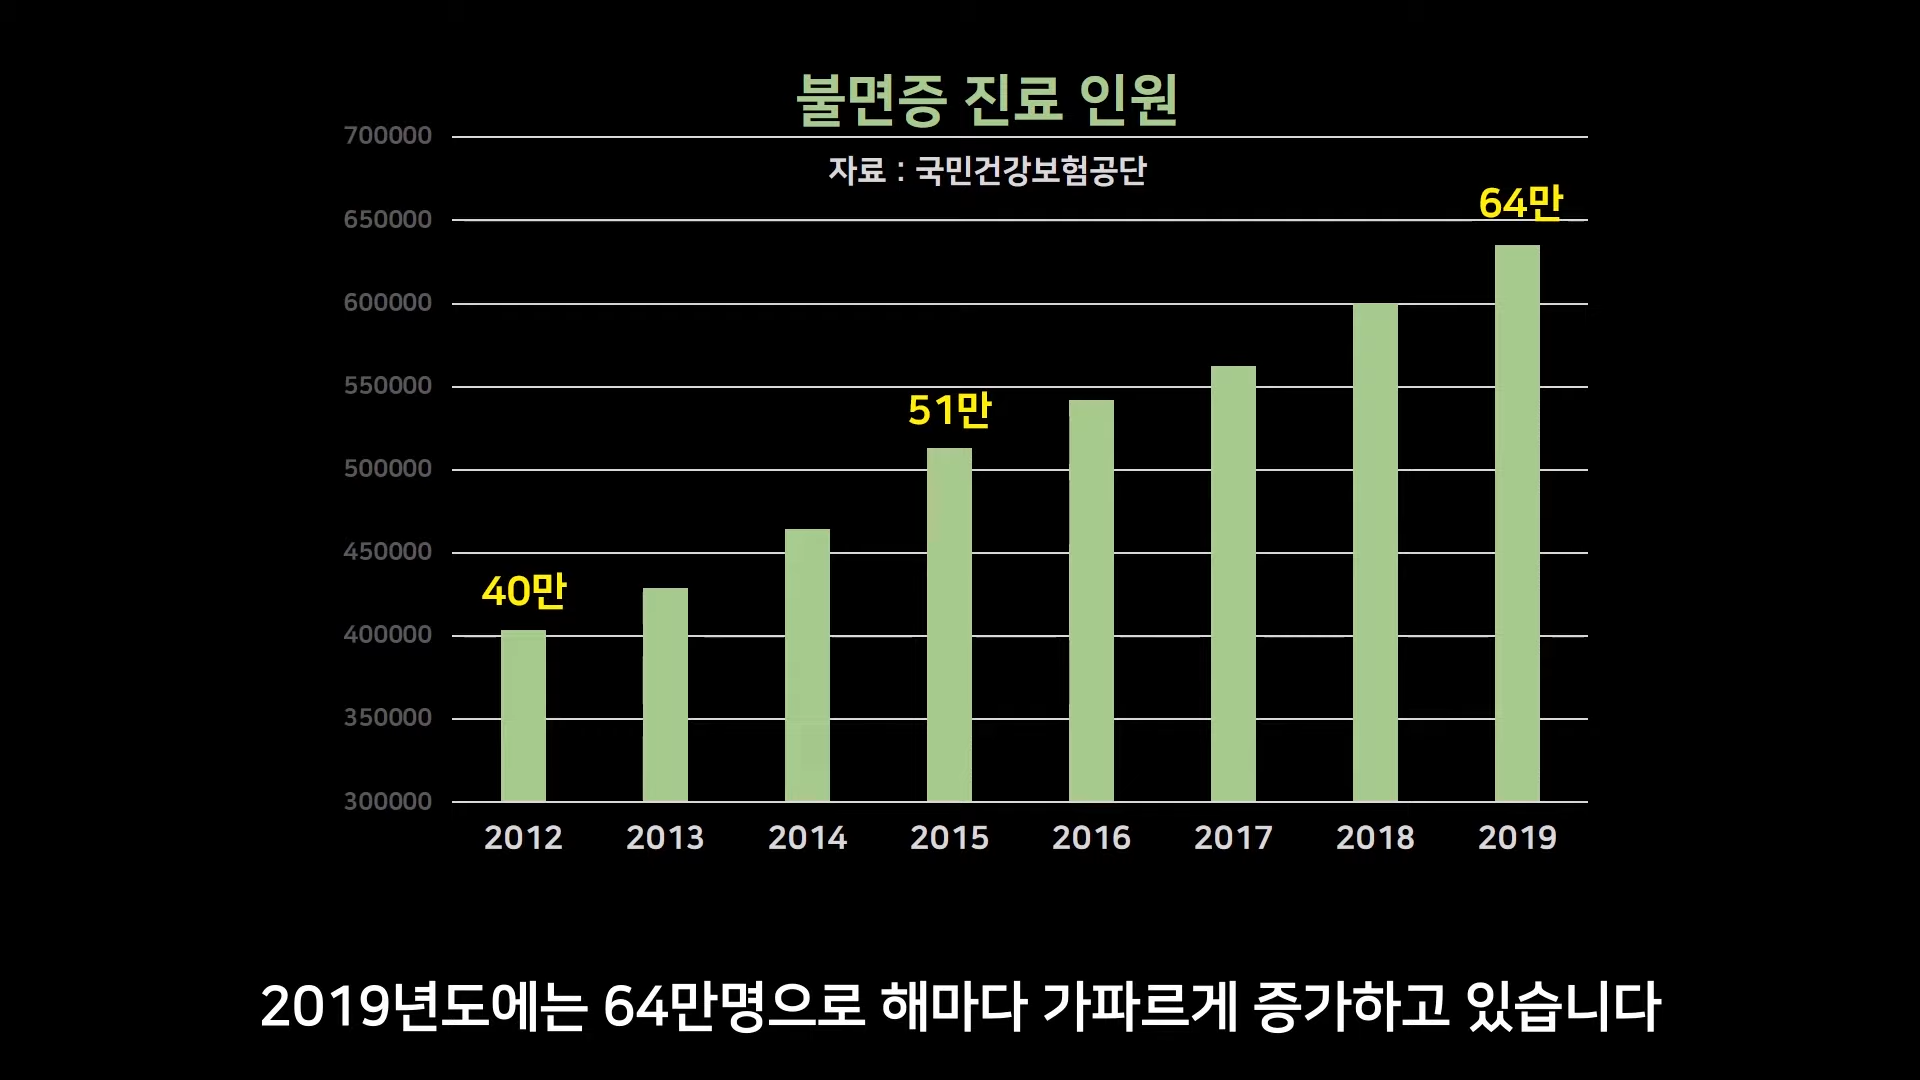 불면증 진료 인원
자료 : 국민건강보험공단
700000
650000
600000
550000
500000
450000
400000
350000
300000
40만
51만
64만
2012 2013 2014 2015 2016 2017 2018 2019
2019년도에는 64만명으로 해마다 가파르게 증가하고 있습니다